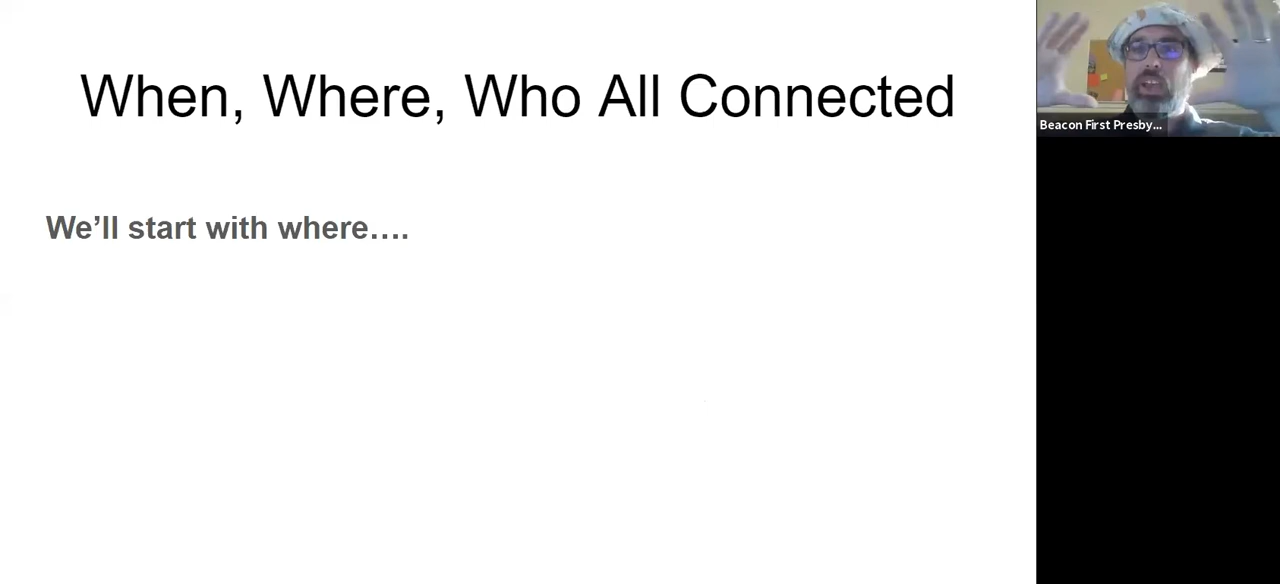 When, Where, Who All Connected
We’ll start with where….
Beacon First Presby...